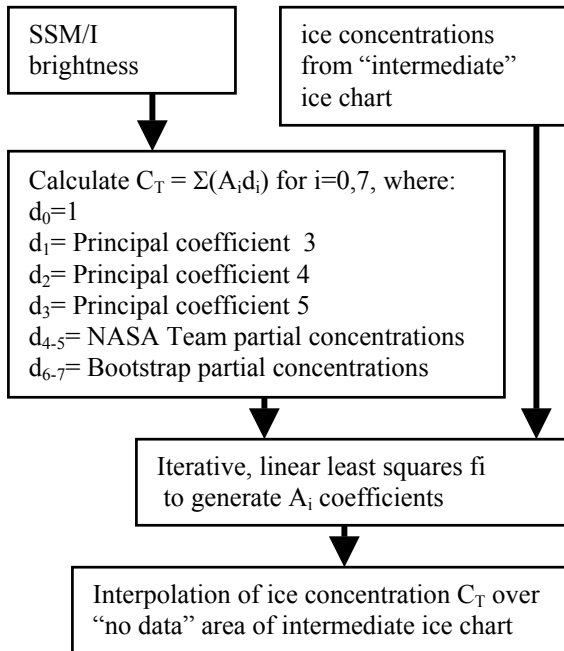 SSM/I
brightness
ice concentrations
from “intermediate”
ice chart
Calculate C_T = Σ(A_id_i) for i=0,7, where:
d_0=1
d_1= Principal coefficient 3
d_2= Principal coefficient 4
d_3= Principal coefficient 5
d_4-5= NASA Team partial concentrations
d_6-7= Bootstrap partial concentrations
Iterative, linear least squares fi
to generate A_i coefficients
Interpolation of ice concentration C_T over
“no data” area of intermediate ice chart